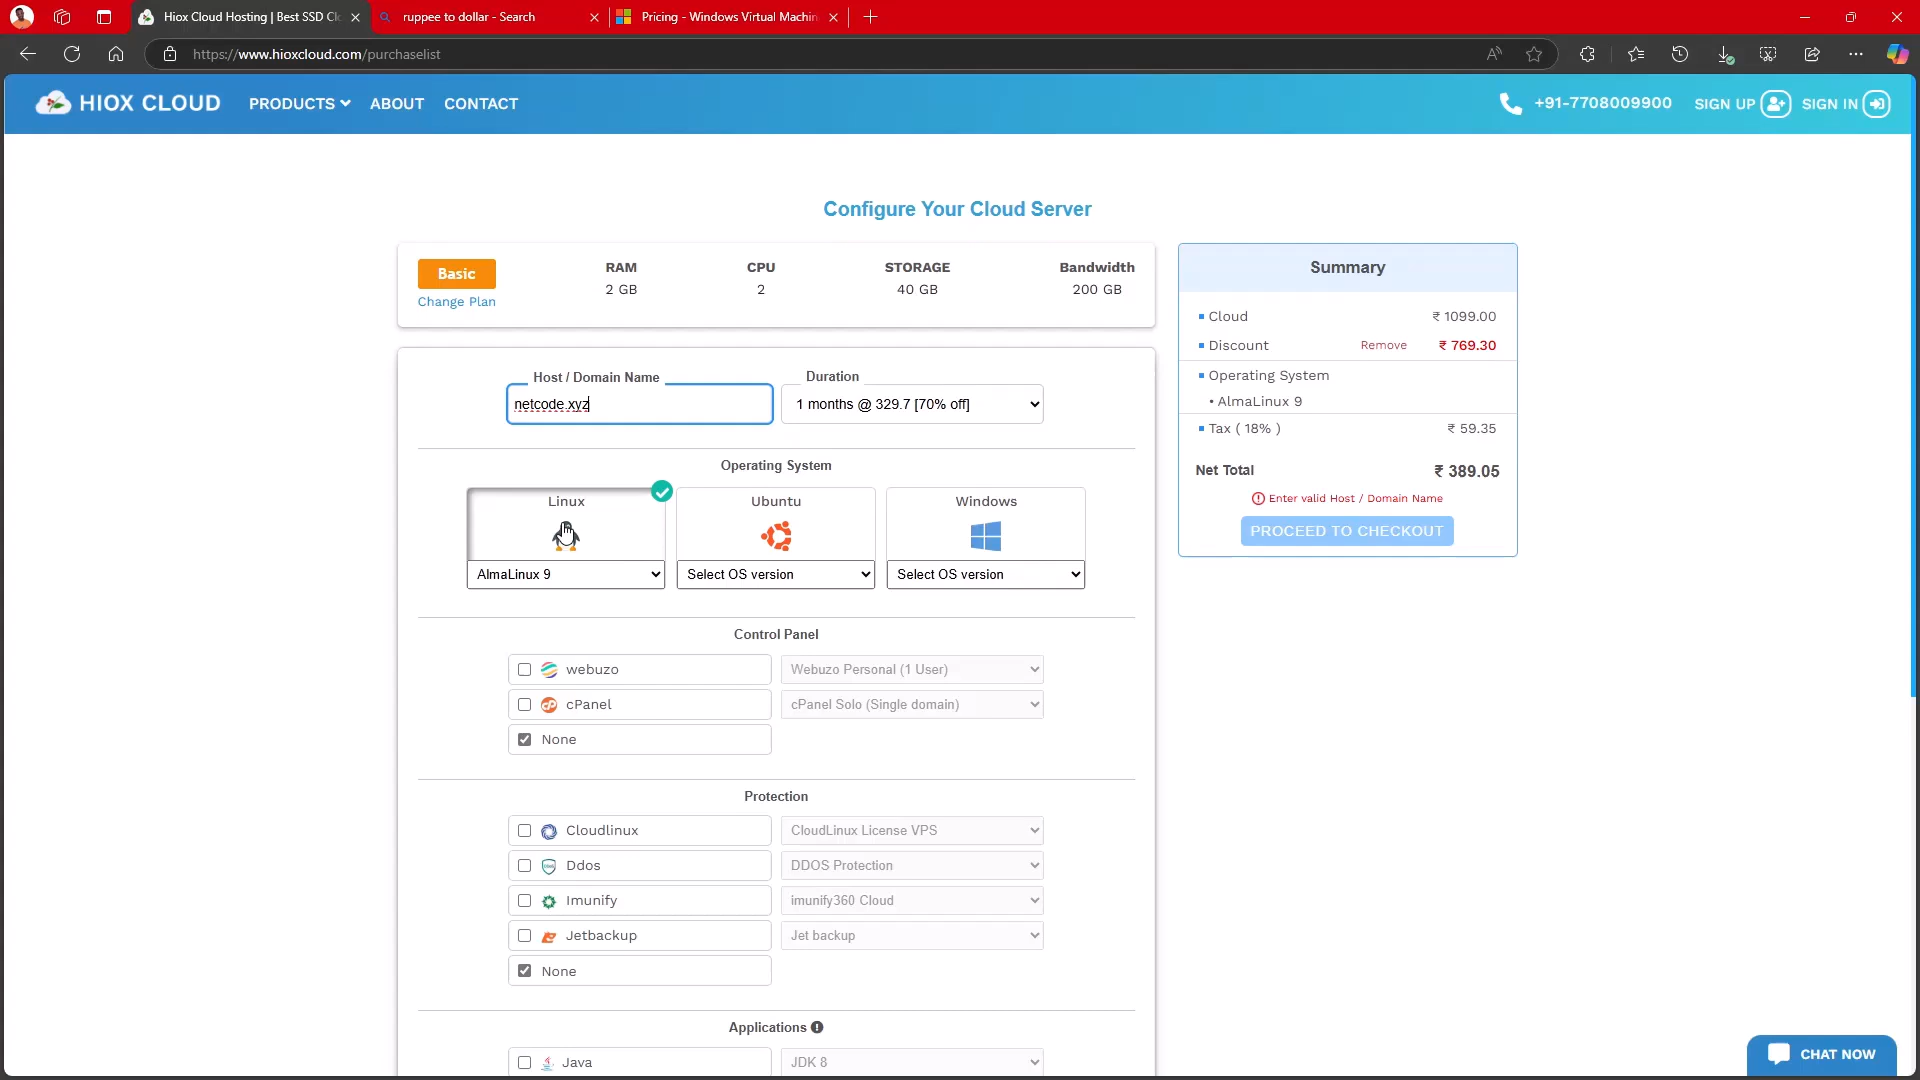 Hiox Cloud Hosting | Best SSD Cl
ruppee to dollar - Search
Pricing - Windows Virtual Machin
https://www.hioxcloud.com/purchaselist
HIOX CLOUD
PRODUCTS
ABOUT
CONTACT
+91-7708009900
SIGN UP
SIGN IN
Configure Your Cloud Server
Basic
Change Plan
RAM
2 GB
CPU
2
STORAGE
40 GB
Bandwidth
200 GB
Host / Domain Name
netcode.xyz
Duration
1 months @ 329.7 [70% off]
Operating System
Linux
AlmaLinux 9
Ubuntu
Select OS version
Windows
Select OS version
Control Panel
webuzo
Webuzo Personal (1 User)
cPanel
cPanel Solo (Single domain)
None
Protection
Cloudlinux
CloudLinux License VPS
Ddos
DDOS Protection
Imunify
imunify360 Cloud
Jetbackup
Jet backup
None
Applications
Java
JDK 8
Summary
Cloud ₹ 1099.00
Discount Remove ₹ 769.30
Operating System
• AlmaLinux 9
Tax ( 18% ) ₹ 59.35
Net Total ₹ 389.05
Enter valid Host / Domain Name
PROCEED TO CHECKOUT
CHAT NOW